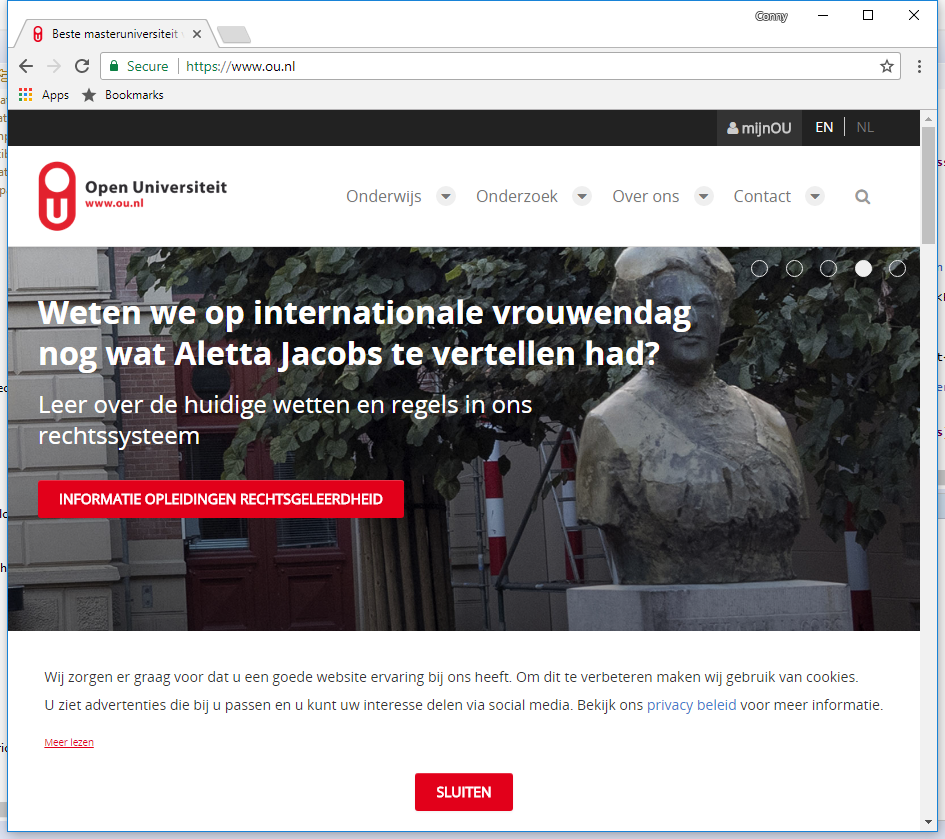 Conny
Beste masteruniversiteit
Secure
https://www.ou.nl
Apps
Bookmarks
mijnOU
EN
NL
Open Universiteit
www.ou.nl
Onderwijs
Onderzoek
Over ons
Contact
Weten we op internationale vrouwendag
nog wat Aletta Jacobs te vertellen had?
Leer over de huidige wetten en regels in ons
rechtssysteem
INFORMATIE OPLEIDINGEN RECHTSGELEERDHEID
Wij zorgen er graag voor dat u een goede website ervaring bij ons heeft. Om dit te verbeteren maken wij gebruik van cookies.
U ziet advertenties die bij u passen en u kunt uw interesse delen via social media. Bekijk ons privacy beleid voor meer informatie.
Meer lezen
SLUITEN